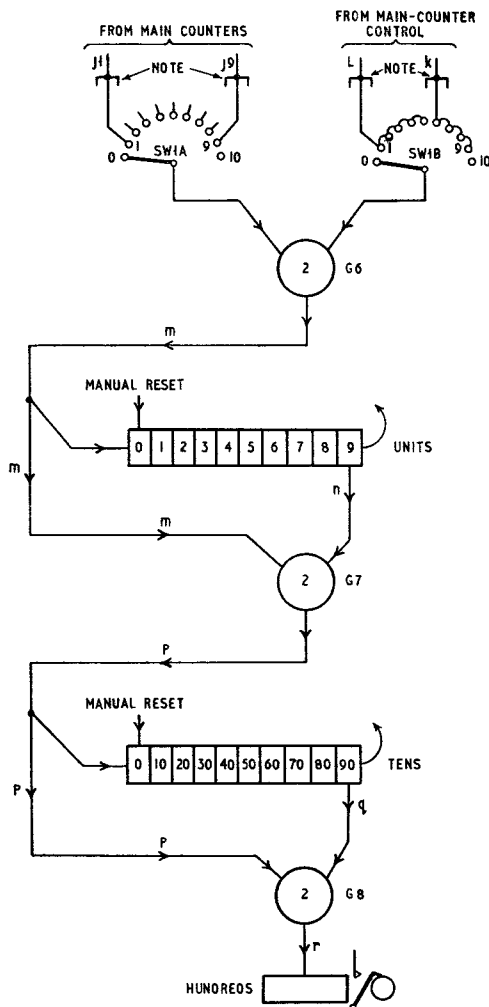 FROM MAIN COUNTERS
FROM MAIN-COUNTER
CONTROL
J1 NOTE J9
L NOTE k
0 1 SW1A 9 10
0 1 SW1B 9 10
2 G6
m
MANUAL RESET
0 1 2 3 4 5 6 7 8 9 UNITS
m n
m
2 G7
P
MANUAL RESET
0 10 20 30 40 50 60 70 80 90 TENS
P q
P
2 G8
r
HUNDREDS